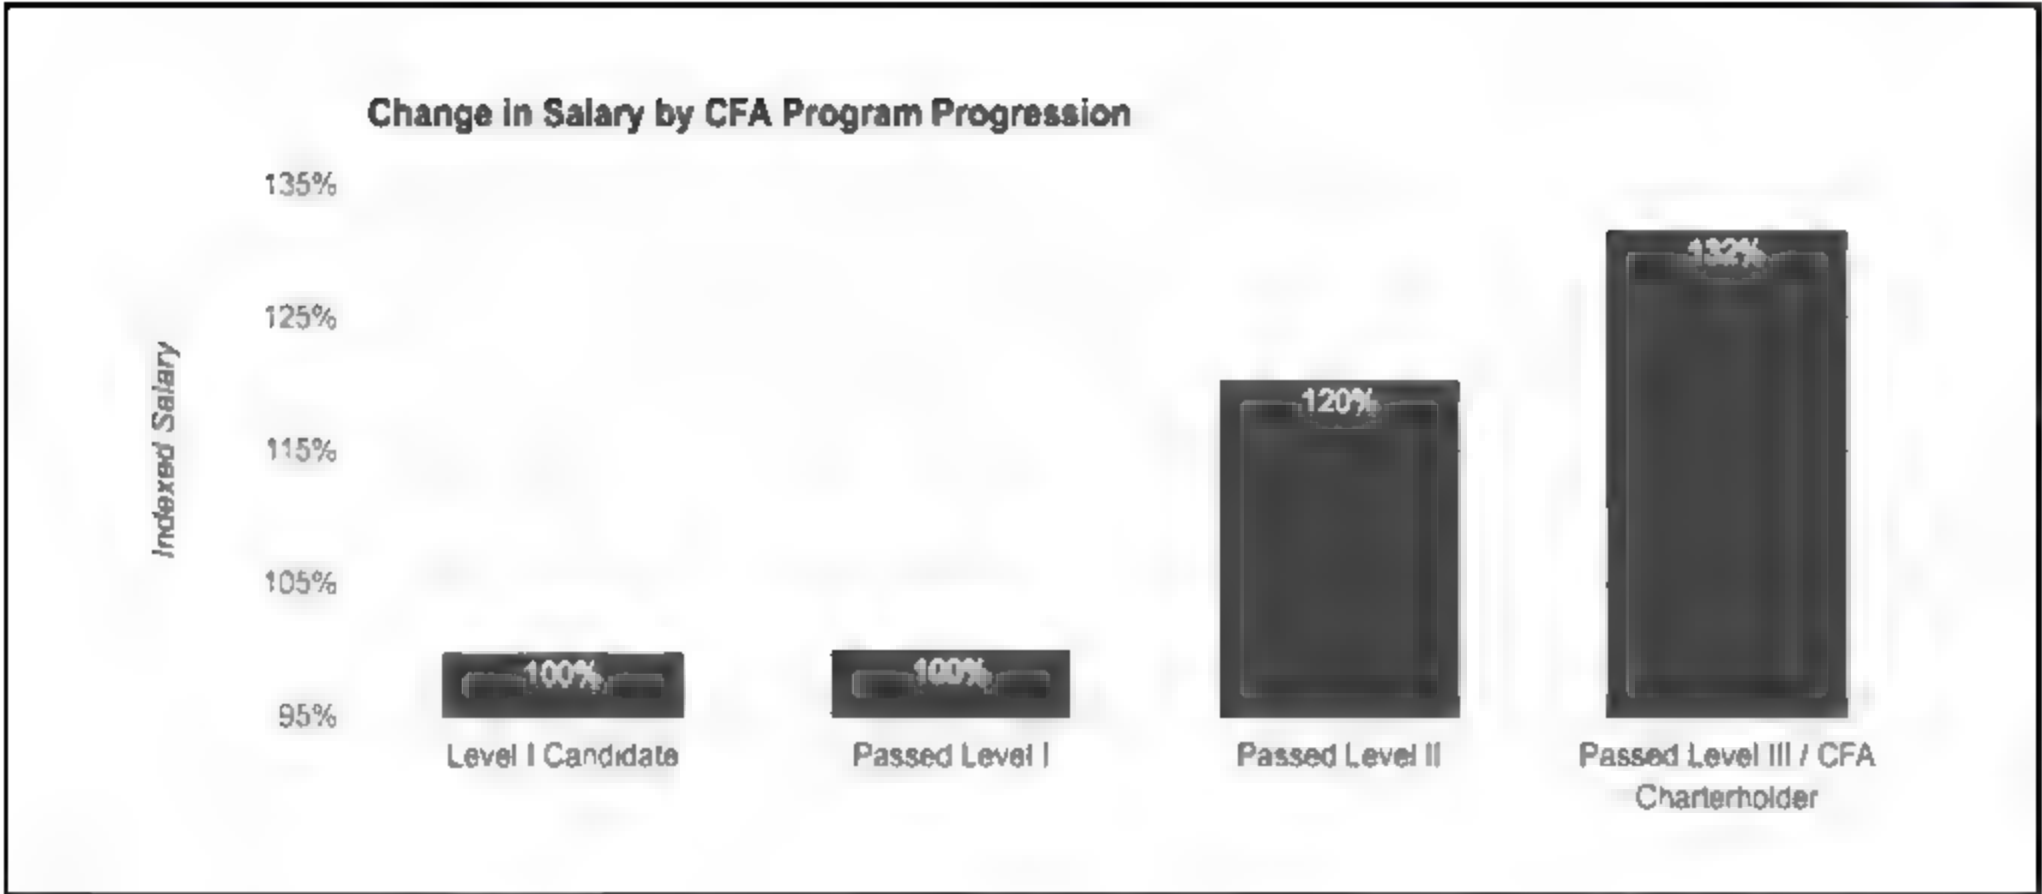 Change in Salary by CFA Program Progression
135%
125%
115%
105%
95%
Indexed Salary
100%
100%
120%
132%
Level I Candidate
Passed Level I
Passed Level II
Passed Level III / CFA
Charterholder